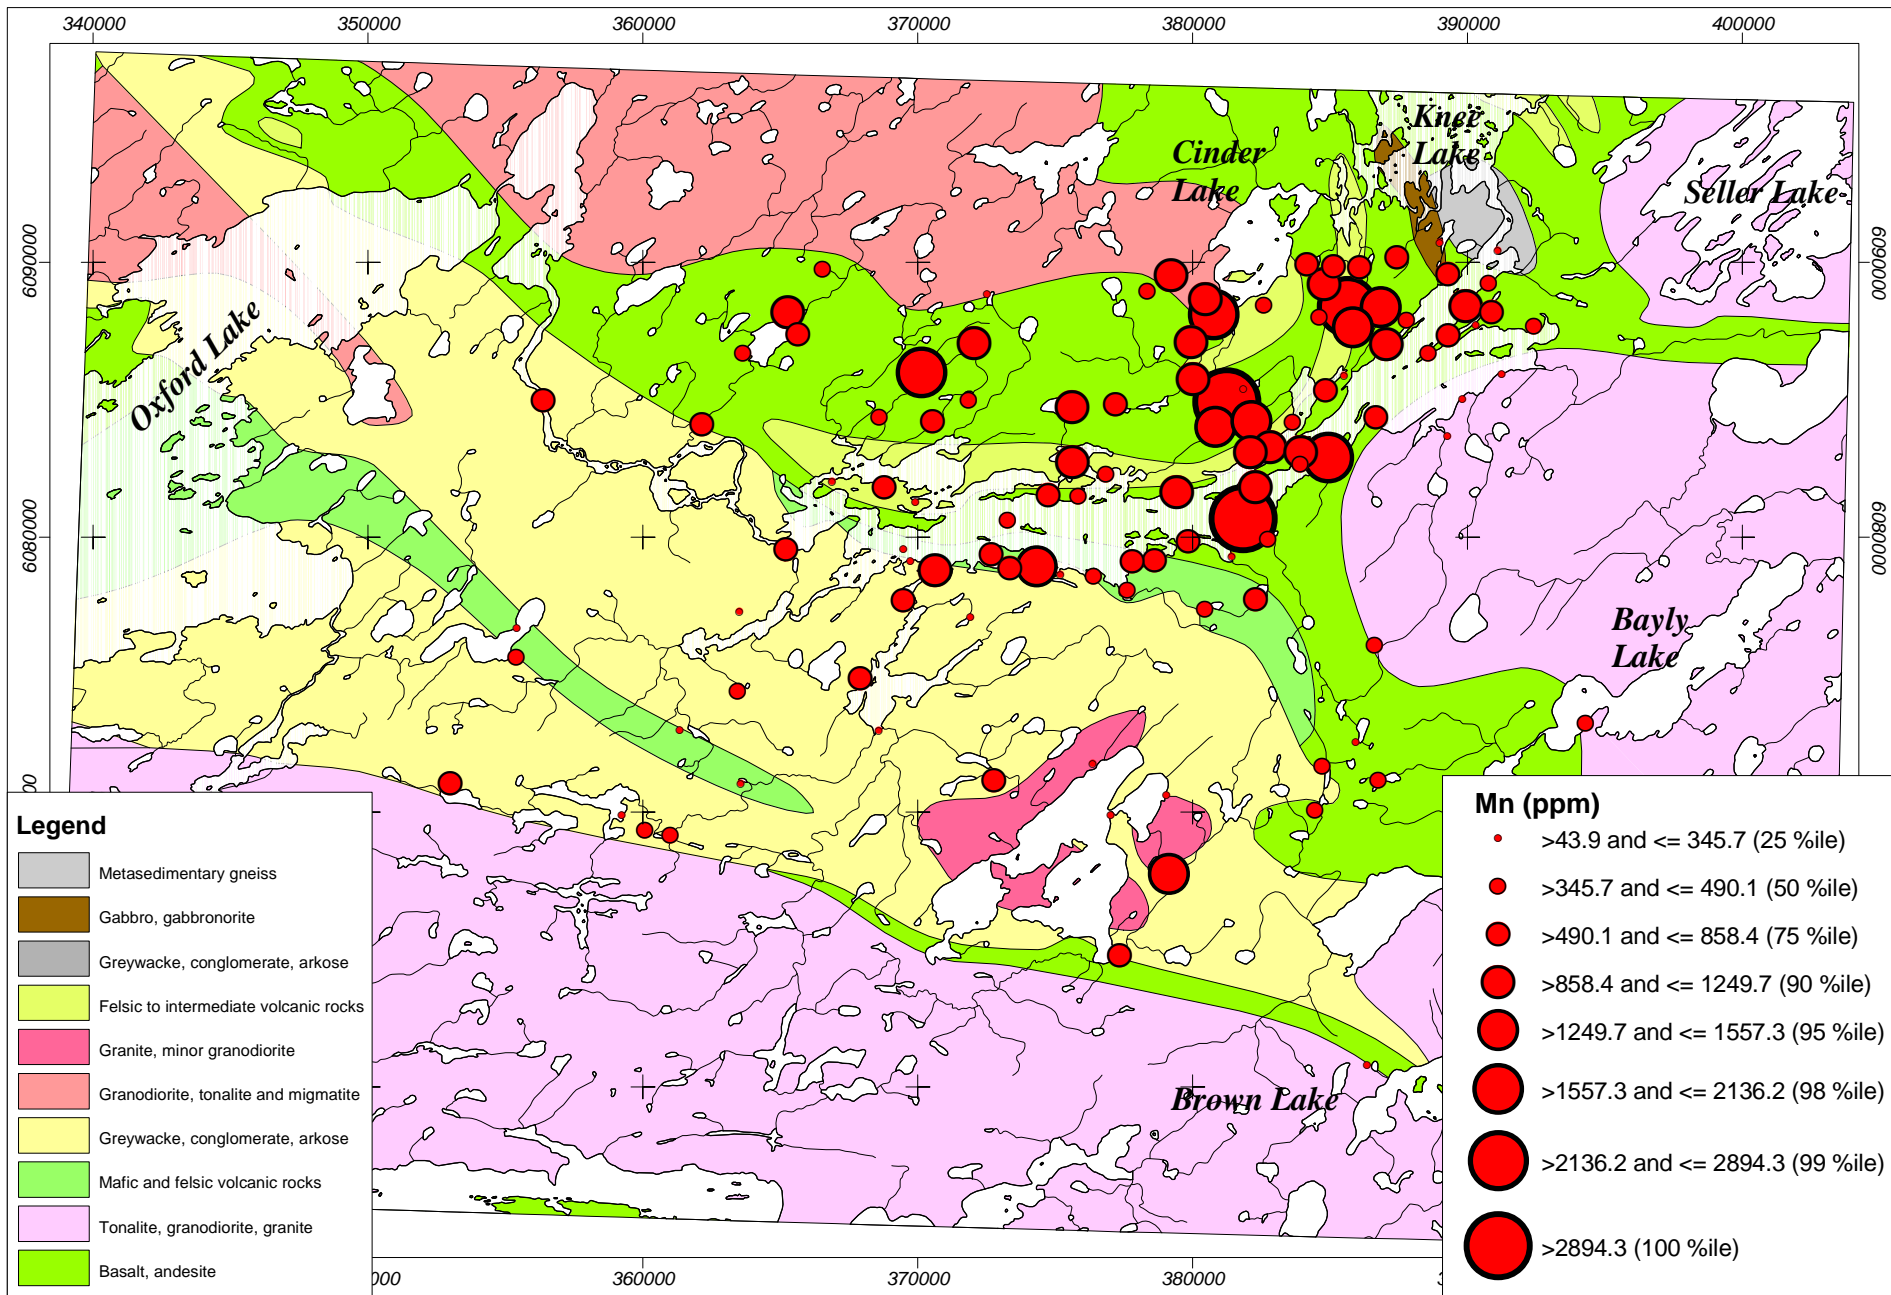 340000 350000 360000 370000 380000 390000 400000
Knee
Lake
Cinder
Lake
Seller Lake
6090000
6090000
Oxford Lake
6080000
6080000
Bayly
Lake
Brown Lake
Legend
Metasedimentary gneiss
Gabbro, gabbronorite
Greywacke, conglomerate, arkose
Felsic to intermediate volcanic rocks
Granite, minor granodiorite
Granodiorite, tonalite and migmatite
Greywacke, conglomerate, arkose
Mafic and felsic volcanic rocks
Tonalite, granodiorite, granite
Basalt, andesite
Mn (ppm)
>43.9 and <= 345.7 (25 %ile)
>345.7 and <= 490.1 (50 %ile)
>490.1 and <= 858.4 (75 %ile)
>858.4 and <= 1249.7 (90 %ile)
>1249.7 and <= 1557.3 (95 %ile)
>1557.3 and <= 2136.2 (98 %ile)
>2136.2 and <= 2894.3 (99 %ile)
>2894.3 (100 %ile)
360000 370000 380000